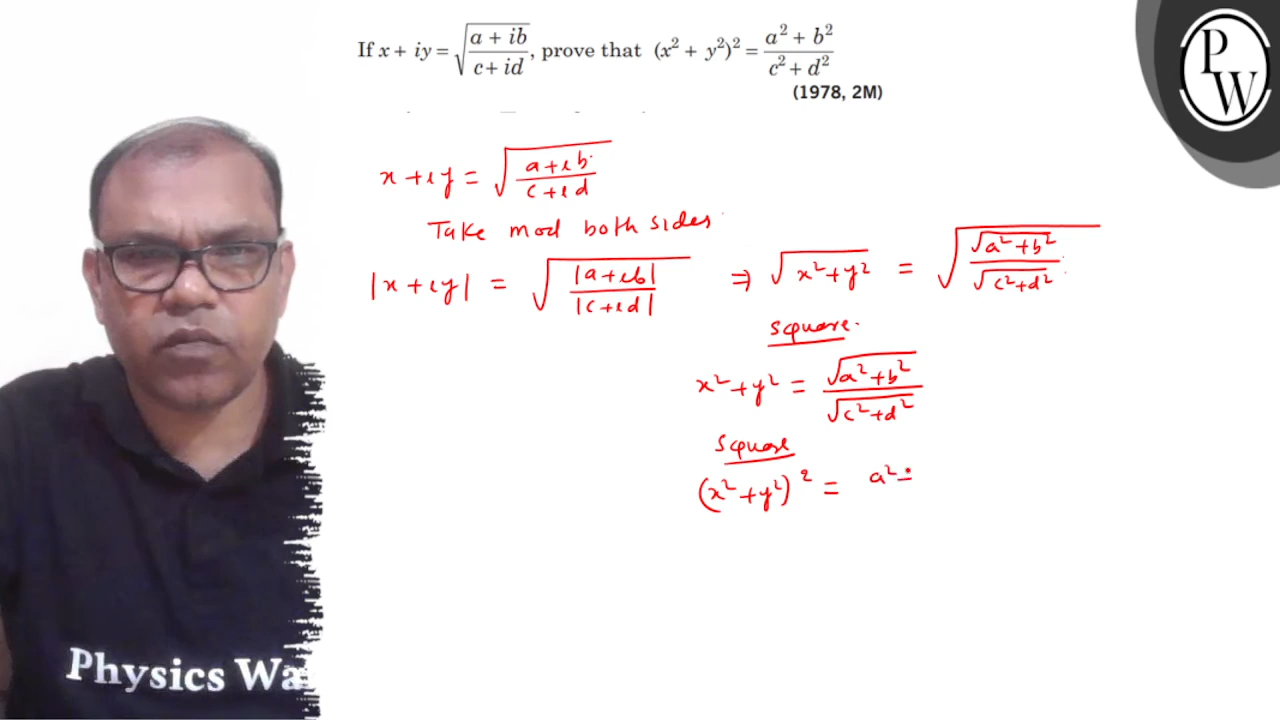 If x + iy = √((a + ib)/(c + id)), prove that (x² + y²)² = (a² + b²)/(c² + d²)
(1978, 2M)
PW
x + iy = √((a + ib)/(c + id))
Take mod both sides
|x + iy| = √(|a + ib|/|c + id|) ⇒ √(x² + y²) = √(√(a² + b²)/√(c² + d²))
square.
x² + y² = √(a² + b²)/√(c² + d²)
Square
(x² + y²)² = a²
Physics Wa